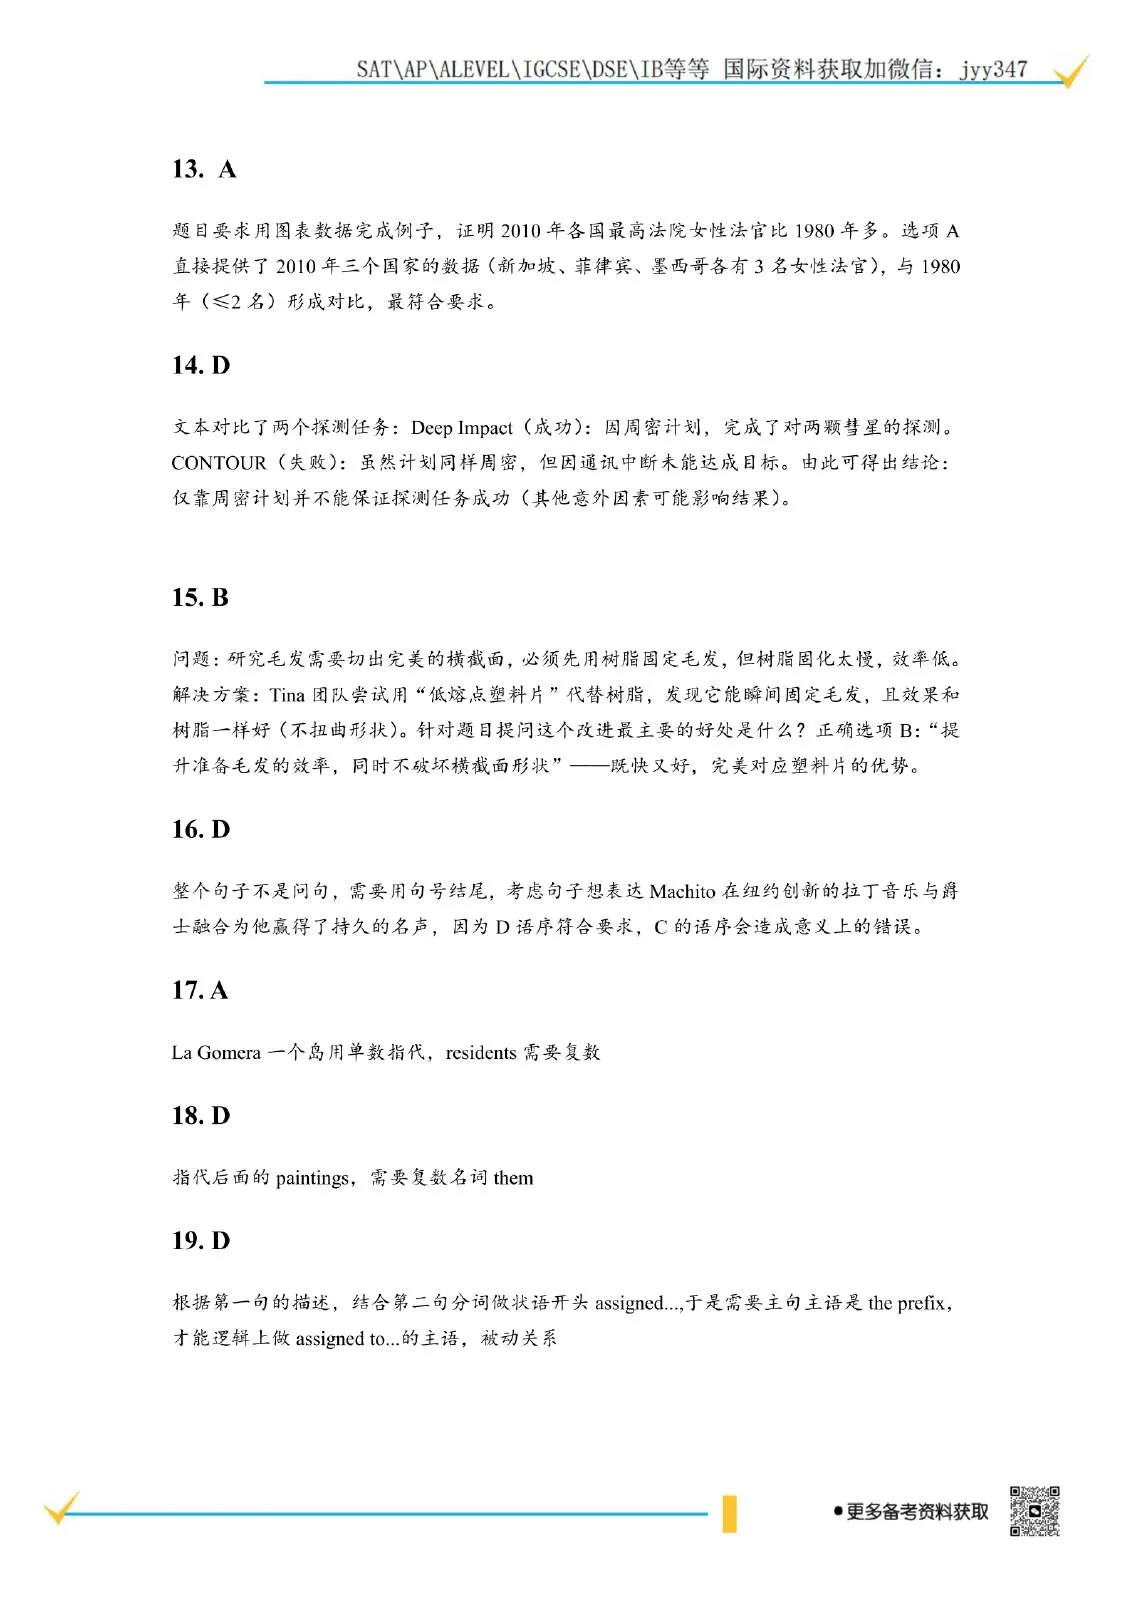 SAT\AP\ALEVEL\IGCSE\DSE\IB等等 国际资料获取加微信：jyy347
13. A
题目要求用图表数据完成例子，证明 2010 年各国最高法院女性法官比 1980 年多。选项 A
直接提供了 2010 年三个国家的数据（新加坡、菲律宾、墨西哥各有 3 名女性法官），与 1980
年（≤2 名）形成对比，最符合要求。
14. D
文本对比了两个探测任务：Deep Impact（成功）：因周密计划，完成了对两颗彗星的探测。
CONTOUR（失败）：虽然计划同样周密，但因通讯中断未能达成目标。由此可得出结论：
仅靠周密计划并不能保证探测任务成功（其他意外因素可能影响结果）。
15. B
问题：研究毛发需要切出完美的横截面，必须先用树脂固定毛发，但树脂固化太慢，效率低。
解决方案：Tina 团队尝试用“低熔点塑料片”代替树脂，发现它能瞬间固定毛发，且效果和
树脂一样好（不扭曲形状）。针对题目提问这个改进最主要的好处是什么？正确选项 B：“提
升准备毛发的效率，同时不破坏横截面形状”——既快又好，完美对应塑料片的优势。
16. D
整个句子不是问句，需要用句号结尾，考虑句子想表达 Machito 在纽约创新的拉丁音乐与爵
士融合为他赢得了持久的名声，因为 D 语序符合要求，C 的语序会造成意义上的错误。
17. A
La Gomera 一个岛用单数指代，residents 需要复数
18. D
指代后面的 paintings，需要复数名词 them
19. D
根据第一句的描述，结合第二句分词做状语开头 assigned...,于是需要主句主语是 the prefix，
才能逻辑上做 assigned to...的主语，被动关系
•更多备考资料获取